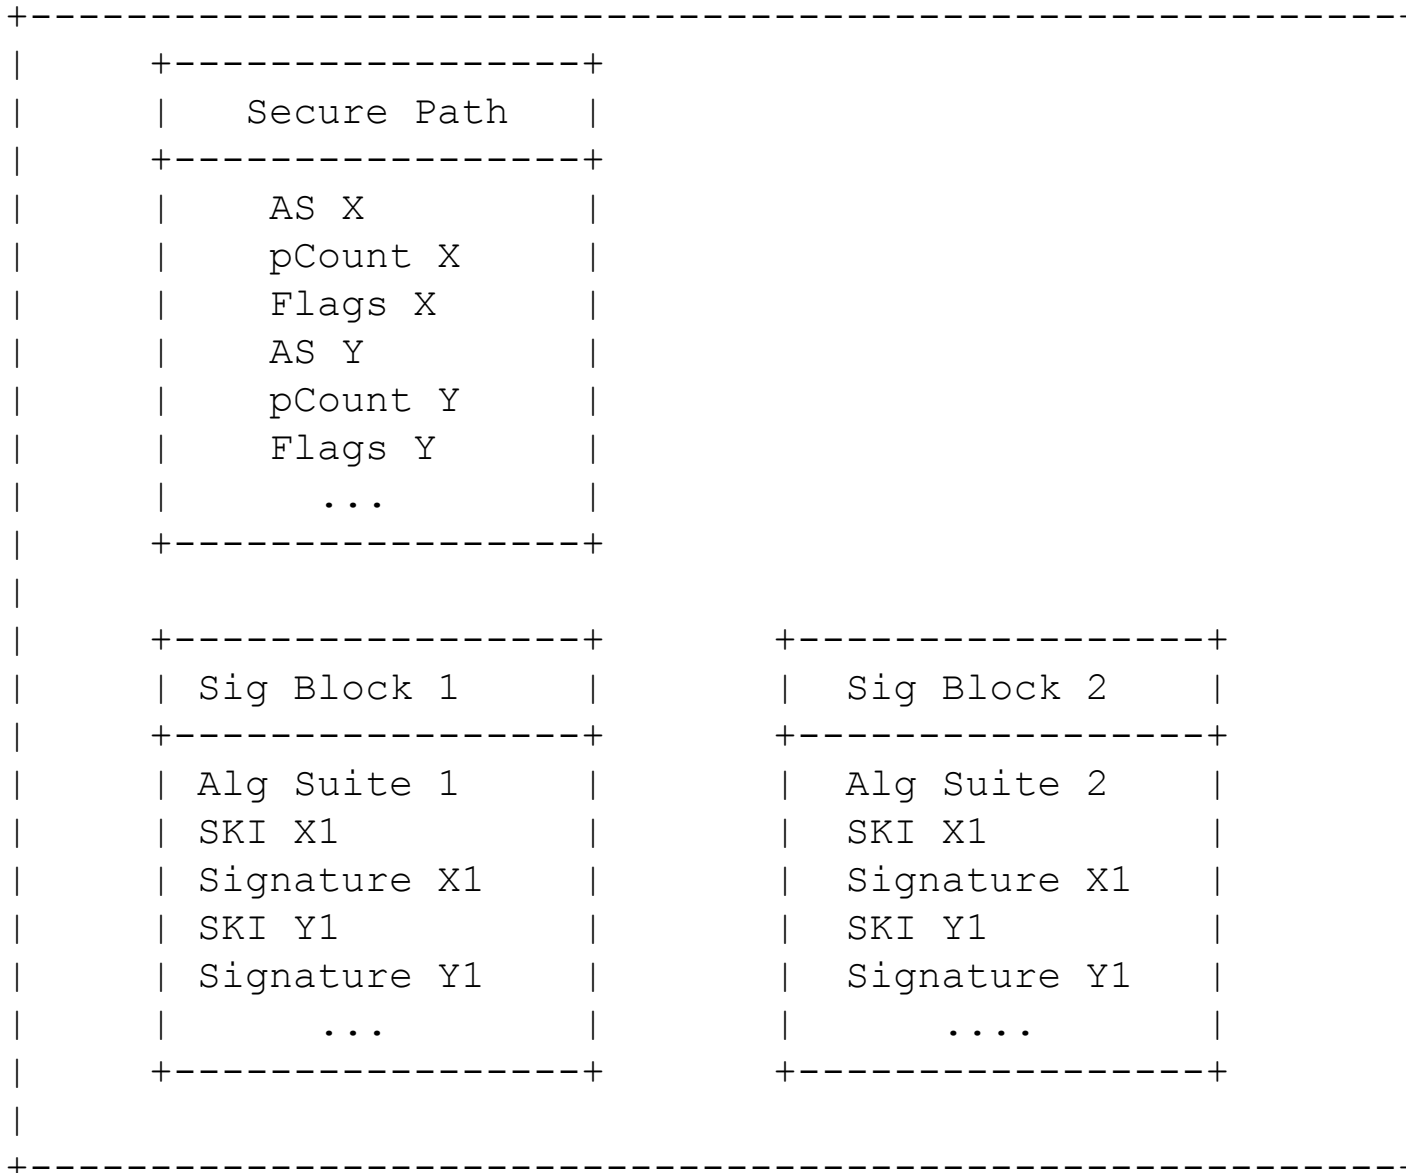 Secure Path
AS X
pCount X
Flags X
AS Y
pCount Y
Flags Y
...
Sig Block 1
Alg Suite 1
SKI X1
Signature X1
SKI Y1
Signature Y1
...
Sig Block 2
Alg Suite 2
SKI X1
Signature X1
SKI Y1
Signature Y1
....